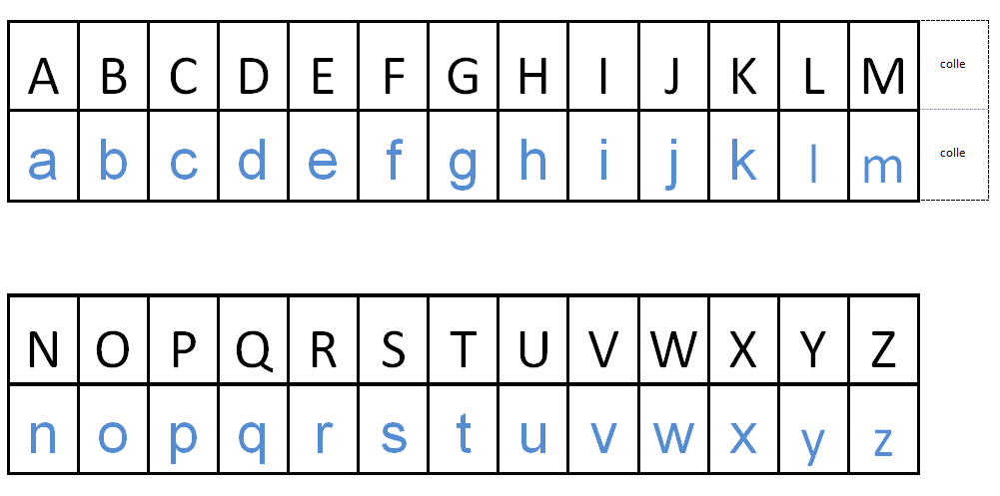 A B C D E F G H I J K L M colle
a b c d e f g h i j k l m colle
N O P Q R S T U V W X Y Z
n o p q r s t u v w x y z